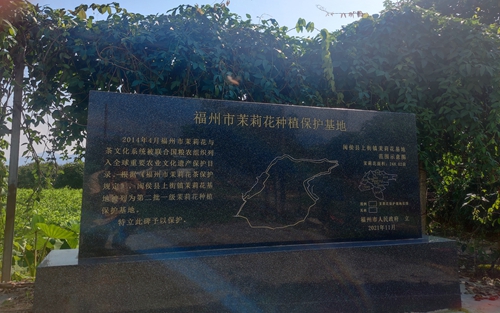 福州市茉莉花种植保护基地
2014年4月福州市茉莉花与
茶文化系统被联合国粮农组织列
入全球重要农业文化遗产保护目
录。根据《福州市茉莉花保护
规定》，闽侯县上街镇茉莉花基
地被列为第二批一级茉莉花种植
保护基地。
特立此碑予以保护。
闽侯县上街镇茉莉花基地
范围示意图
福州市人民政府 立
2021年11月